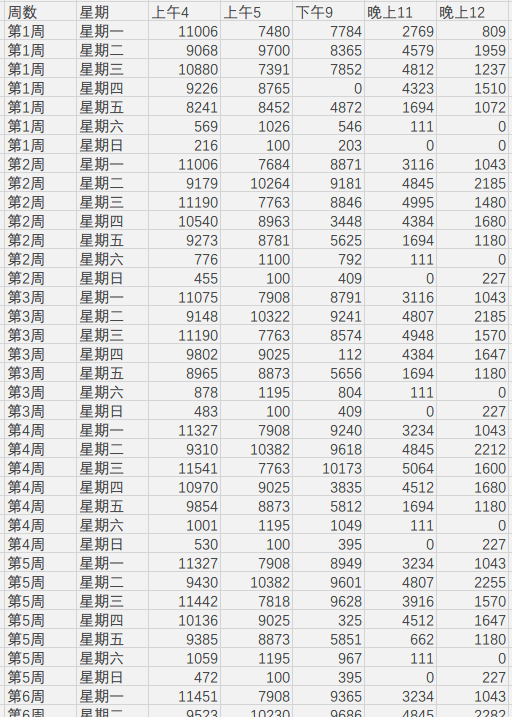 周数 星期 上午4 上午5 下午9 晚上11 晚上12
第1周 星期一 11006 7480 7784 2769 809
第1周 星期二 9068 9700 8365 4579 1959
第1周 星期三 10880 7391 7852 4812 1237
第1周 星期四 9226 8765 0 4323 1510
第1周 星期五 8241 8452 4872 1694 1072
第1周 星期六 569 1026 546 111 0
第1周 星期日 216 100 203 0 0
第2周 星期一 11006 7684 8871 3116 1043
第2周 星期二 9179 10264 9181 4845 2185
第2周 星期三 11190 7763 8846 4995 1480
第2周 星期四 10540 8963 3448 4384 1680
第2周 星期五 9273 8781 5625 1694 1180
第2周 星期六 776 1100 792 111 0
第2周 星期日 455 100 409 0 227
第3周 星期一 11075 7908 8791 3116 1043
第3周 星期二 9148 10322 9241 4807 2185
第3周 星期三 11190 7763 8574 4948 1570
第3周 星期四 9802 9025 112 4384 1647
第3周 星期五 8965 8873 5656 1694 1180
第3周 星期六 878 1195 804 111 0
第3周 星期日 483 100 409 0 227
第4周 星期一 11327 7908 9240 3234 1043
第4周 星期二 9310 10382 9618 4845 2212
第4周 星期三 11541 7763 10173 5064 1600
第4周 星期四 10970 9025 3835 4512 1680
第4周 星期五 9854 8873 5812 1694 1180
第4周 星期六 1001 1195 1049 111 0
第4周 星期日 530 100 395 0 227
第5周 星期一 11327 7908 8949 3234 1043
第5周 星期二 9430 10382 9601 4807 2255
第5周 星期三 11442 7818 9628 3916 1570
第5周 星期四 10136 9025 325 4512 1647
第5周 星期五 9385 8873 5851 662 1180
第5周 星期六 1059 1195 967 111 0
第5周 星期日 472 100 395 0 227
第6周 星期一 11451 7908 9365 3234 1043
第6周 星期二 9523 10230 9686 4845 2282